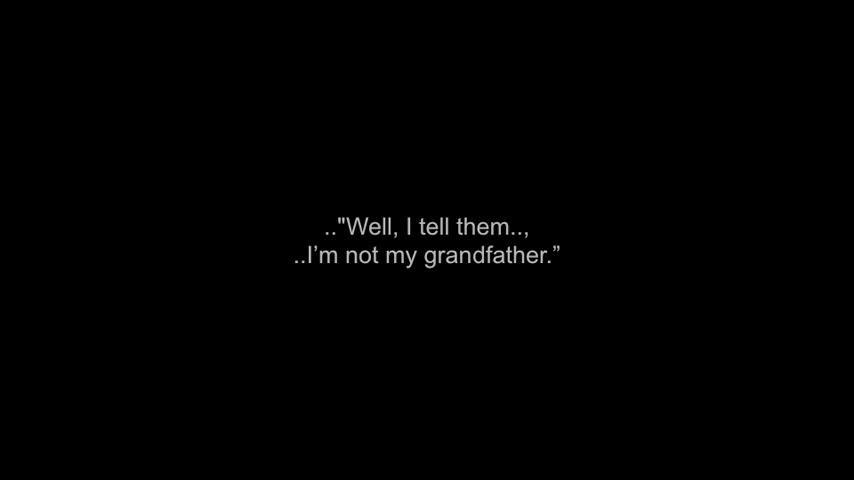 .."Well, I tell them..,
..I’m not my grandfather.”